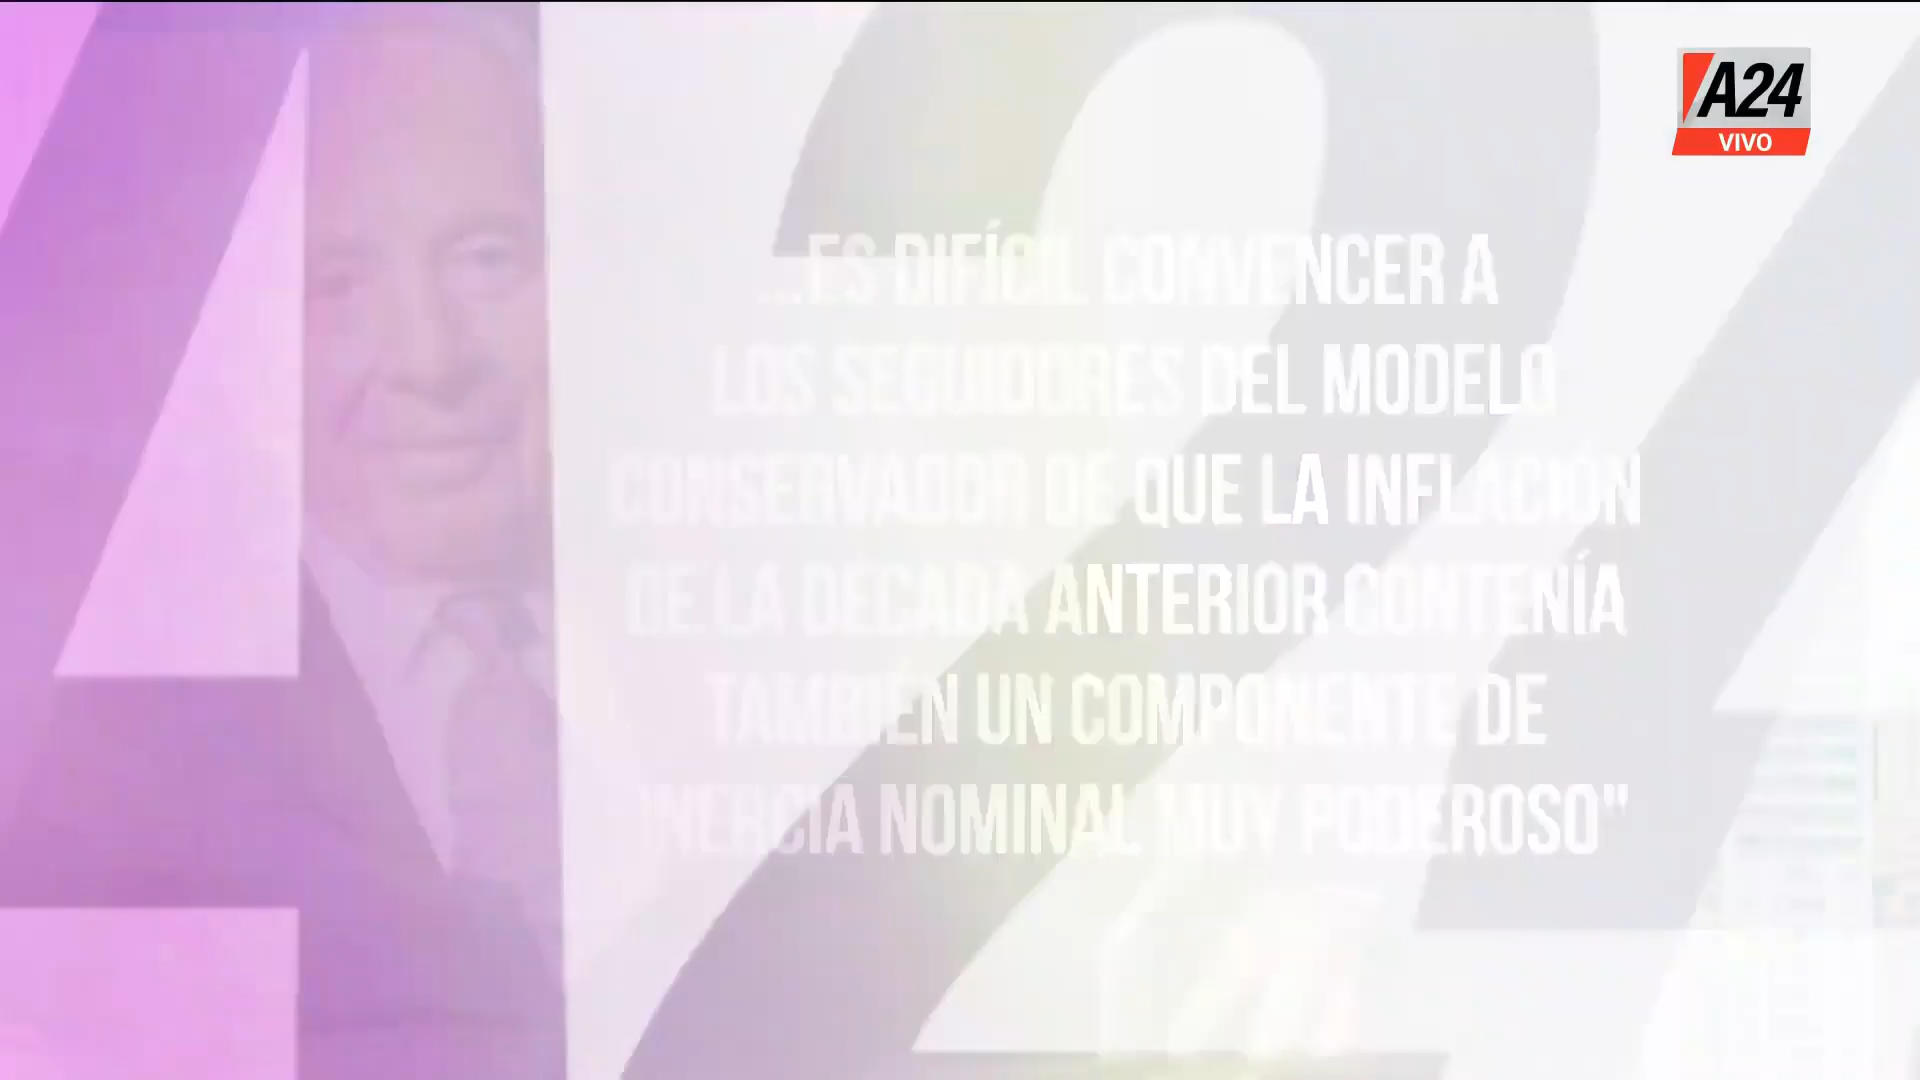 A24
VIVO
...ES DIFÍCIL CONVENCER A
LOS SEGUIDORES DEL MODELO
CONSERVADOR DE QUE LA INFLACIÓN
DE LA DÉCADA ANTERIOR CONTENÍA
TAMBIÉN UN COMPONENTE DE
INERCIA NOMINAL MUY PODEROSO"